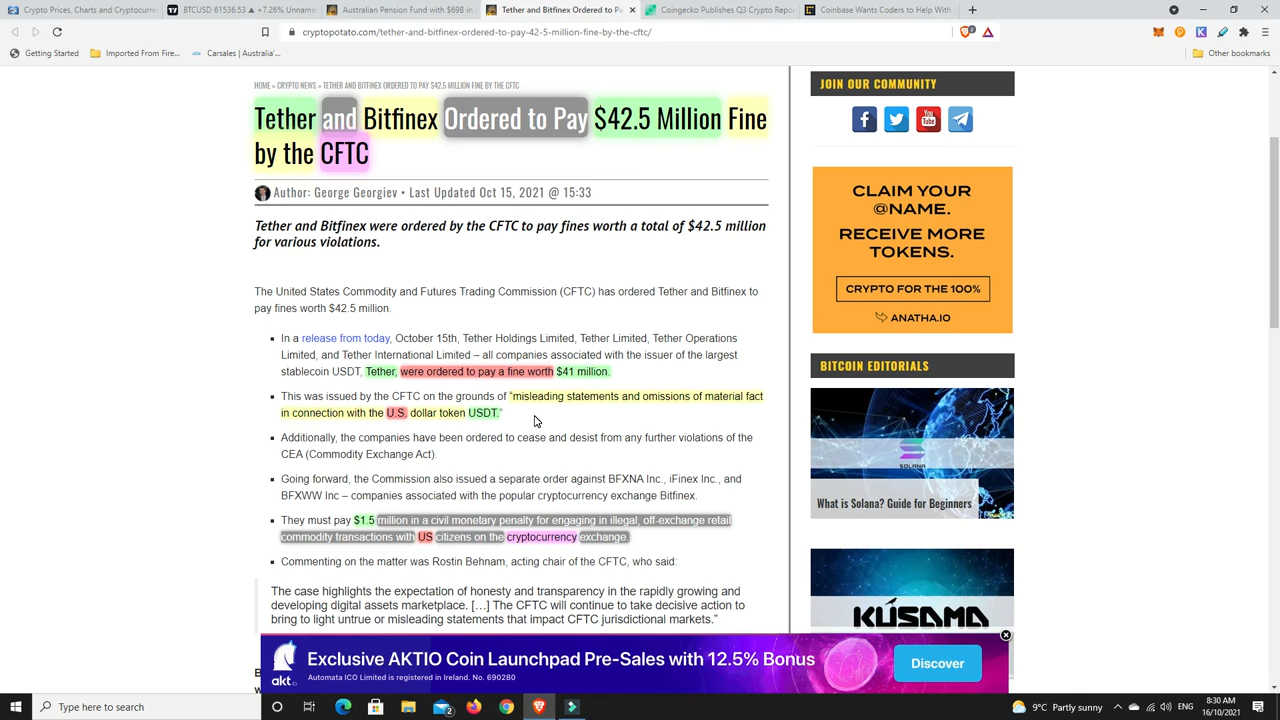 Crypto Prices, Charts and Cryptocurr
BTCUSD 61536.53 ▲ +7.26% Unname
Australian Pension Fund with $698 in
Tether and Bitfinex Ordered to Pa
Coingecko Publishes Q3 Crypto Repor
Coinbase Wants Coders to Help With
cryptopotato.com/tether-and-bitfinex-ordered-to-pay-42-5-million-fine-by-the-cftc/
Getting Started
Imported From Fire...
Carsales | Australia'...
Other bookmarks
HOME » CRYPTO NEWS » TETHER AND BITFINEX ORDERED TO PAY $42.5 MILLION FINE BY THE CFTC
Tether and Bitfinex Ordered to Pay $42.5 Million Fine
by the CFTC
Author: George Georgiev • Last Updated Oct 15, 2021 @ 15:33
Tether and Bitfinex were ordered by the CFTC to pay fines worth a total of $42.5 million
for various violations.
The United States Commodity and Futures Trading Commission (CFTC) has ordered Tether and Bitfinex to
pay fines worth $42.5 million.
In a release from today, October 15th, Tether Holdings Limited, Tether Limited, Tether Operations
Limited, and Tether International Limited – all companies associated with the issuer of the largest
stablecoin USDT, Tether, were ordered to pay a fine worth $41 million.
This was issued by the CFTC on the grounds of "misleading statements and omissions of material fact
in connection with the U.S. dollar token USDT."
Additionally, the companies have been ordered to cease and desist from any further violations of the
CEA (Commodity Exchange Act).
Going forward, the Commission also issued a separate order against BFXNA Inc., iFinex Inc., and
BFXWW Inc – companies associated with the popular cryptocurrency exchange Bitfinex.
They must pay $1.5 million in a civil monetary penalty for engaging in illegal, off-exchange retail
commodity transactions with US citizens on the cryptocurrency exchange.
Commenting on the matter was Rostin Behnam, acting chair of the CFTC, who said:
The case highlights the expectation of honesty and transparency in the rapidly growing and
developing digital assets marketplace. […] The CFTC will continue to take decisive action to
bring to light untrue or misleading statements that impact CFTC jurisdictional markets."
JOIN OUR COMMUNITY
You Tube
CLAIM YOUR
@NAME.
RECEIVE MORE
TOKENS.
CRYPTO FOR THE 100%
ANATHA.IO
BITCOIN EDITORIALS
SOLANA
What is Solana? Guide for Beginners
KUSAMA
akt.io
Exclusive AKTIO Coin Launchpad Pre-Sales with 12.5% Bonus
Automata ICO Limited is registered in Ireland. No. 690280
Discover
Type here to search
9°C Partly sunny
ENG
8:30 AM
16/10/2021